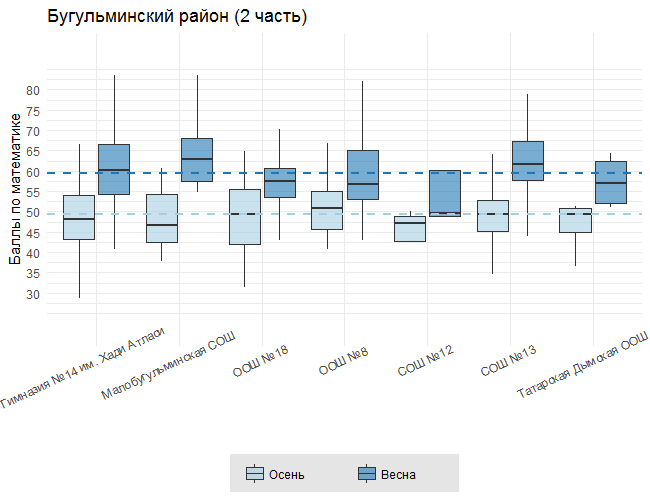 Бугульминский район (2 часть)
Баллы по математике
80
75
70
65
60
55
50
45
40
35
30
Гимназия №14 им. Хади Атласи
Малобугульминская СОШ
ООШ №18
ООШ №8
СОШ №12
СОШ №13
Татарская Дымская ООШ
Осень
Весна